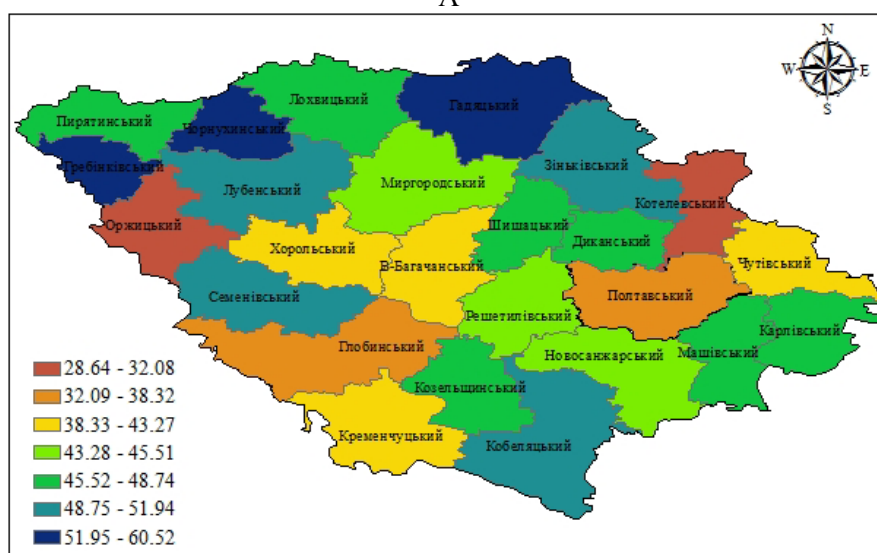 А
N
W E
S
Лохвицький
Гадяцький
Пирятинський
Чорнухинський
Гребінківський
Зіньківський
Миргородський
Лубенський
Котелевський
Оржицький
Шишацький
Диканський
Хорольський
В-Багачанський
Чутівський
Семенівський
Полтавський
Решетилівський
Карлівський
Глобинський
Новосанжарський
Машівський
Козельщинський
Кременчуцький
Кобеляцький
28.64 - 32.08
32.09 - 38.32
38.33 - 43.27
43.28 - 45.51
45.52 - 48.74
48.75 - 51.94
51.95 - 60.52